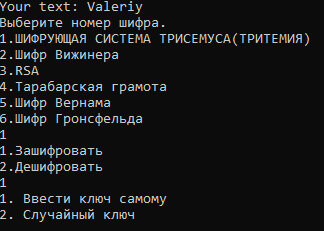 Your text: Valeriy
Выберите номер шифра.
1.ШИФРУЮЩАЯ СИСТЕМА ТРИСЕМУСА(ТРИТЕМИЯ)
2.Шифр Вижинера
3.RSA
4.Тарабарская грамота
5.Шифр Вернама
6.Шифр Гронсфельда
1
1.Зашифровать
2.Дешифровать
1
1. Ввести ключ самому
2. Случайный ключ